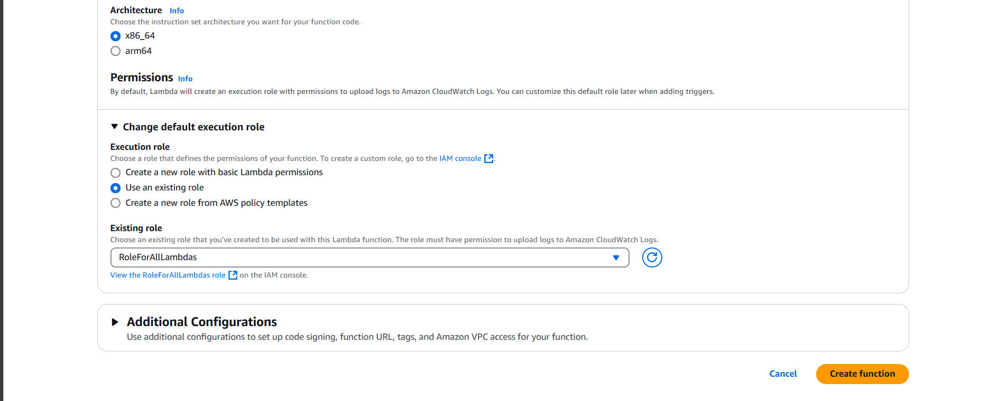 Architecture Info
Choose the instruction set architecture you want for your function code.
x86_64
arm64
Permissions Info
By default, Lambda will create an execution role with permissions to upload logs to Amazon CloudWatch Logs. You can customize this default role later when adding triggers.
Change default execution role
Execution role
Choose a role that defines the permissions of your function. To create a custom role, go to the IAM console.
Create a new role with basic Lambda permissions
Use an existing role
Create a new role from AWS policy templates
Existing role
Choose an existing role that you've created to be used with this Lambda function. The role must have permission to upload logs to Amazon CloudWatch Logs.
RoleForAllLambdas
View the RoleForAllLambdas role on the IAM console.
Additional Configurations
Use additional configurations to set up code signing, function URL, tags, and Amazon VPC access for your function.
Cancel Create function